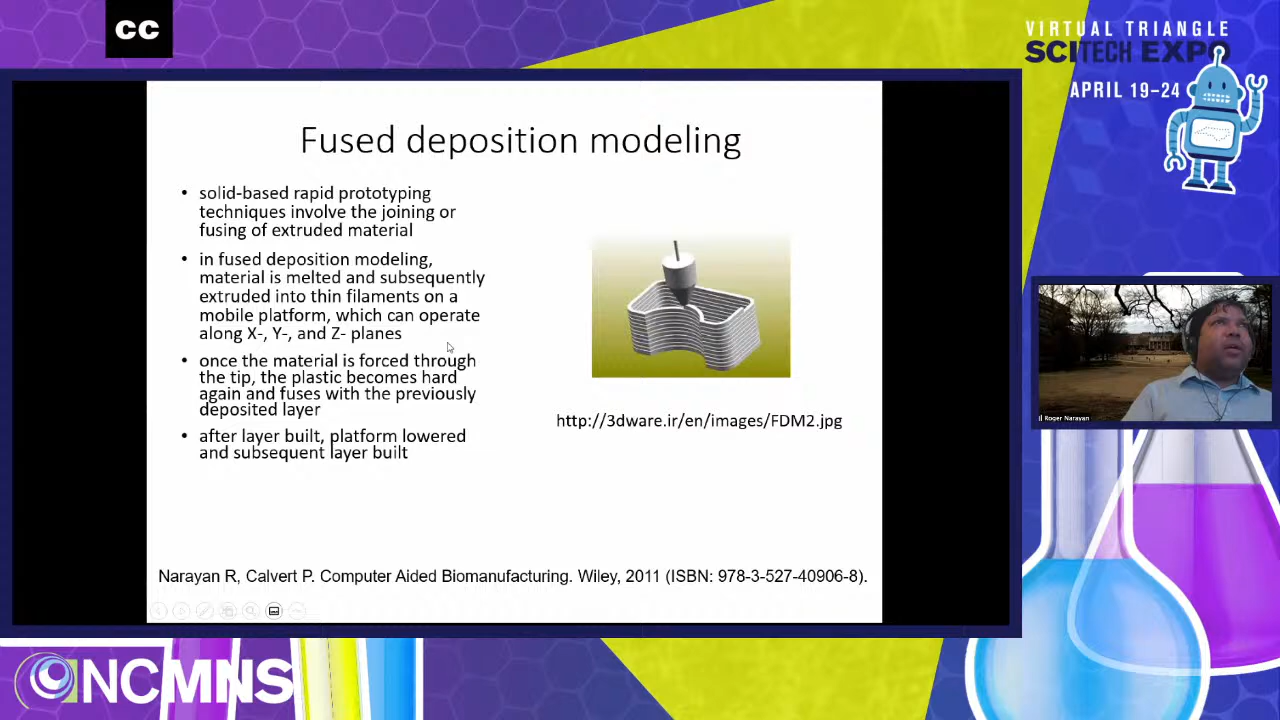 CC
VIRTUAL TRIANGLE
SCITECH EXPO
APRIL 19-24
Fused deposition modeling
• solid-based rapid prototyping
techniques involve the joining or
fusing of extruded material
• in fused deposition modeling,
material is melted and subsequently
extruded into thin filaments on a
mobile platform, which can operate
along X-, Y-, and Z- planes
• once the material is forced through
the tip, the plastic becomes hard
again and fuses with the previously
deposited layer
• after layer built, platform lowered
and subsequent layer built
http://3dware.ir/en/images/FDM2.jpg
Narayan R, Calvert P. Computer Aided Biomanufacturing. Wiley, 2011 (ISBN: 978-3-527-40906-8).
Roger Narayan
NCMNS